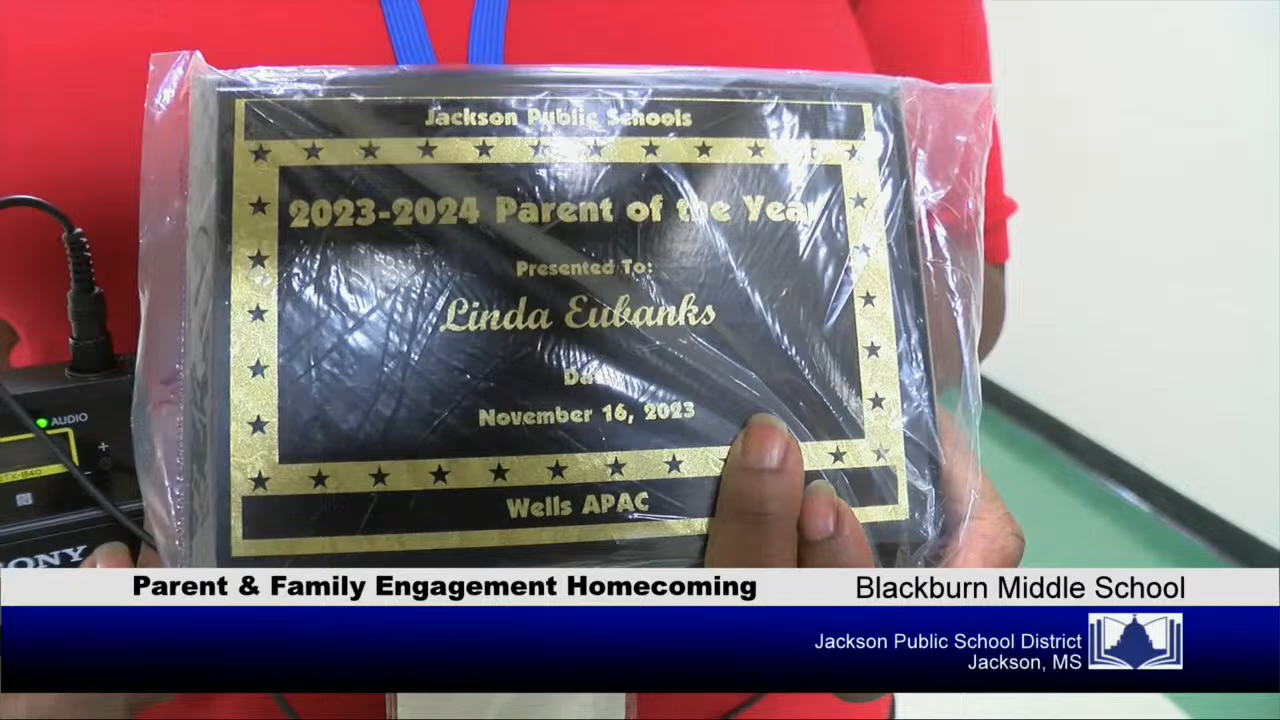 Jackson Public Schools
2023-2024 Parent of the Year
Presented To:
Linda Eubanks
November 16, 2023
Wells APAC
AUDIO
Parent & Family Engagement Homecoming
Blackburn Middle School
Jackson Public School District
Jackson, MS